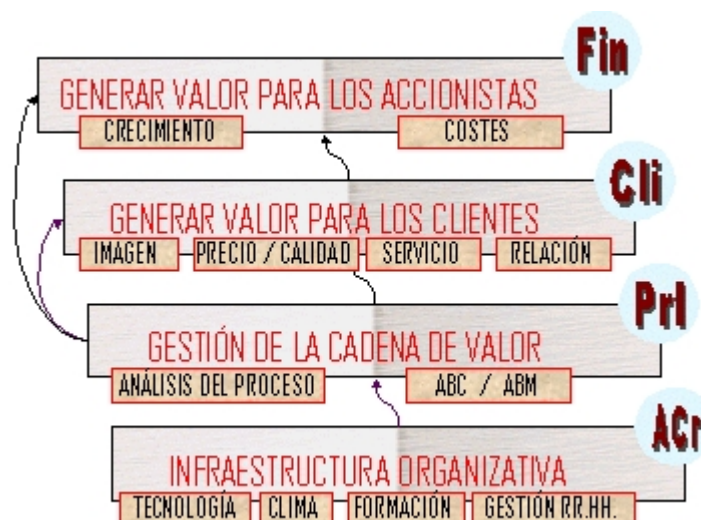 Fin
GENERAR VALOR PARA LOS ACCIONISTAS
CRECIMIENTO COSTES
Cli
GENERAR VALOR PARA LOS CLIENTES
IMAGEN PRECIO / CALIDAD SERVICIO RELACIÓN
PrI
GESTIÓN DE LA CADENA DE VALOR
ANÁLISIS DEL PROCESO ABC / ABM
ACr
INFRAESTRUCTURA ORGANIZATIVA
TECNOLOGÍA CLIMA FORMACIÓN GESTIÓN RR.HH.